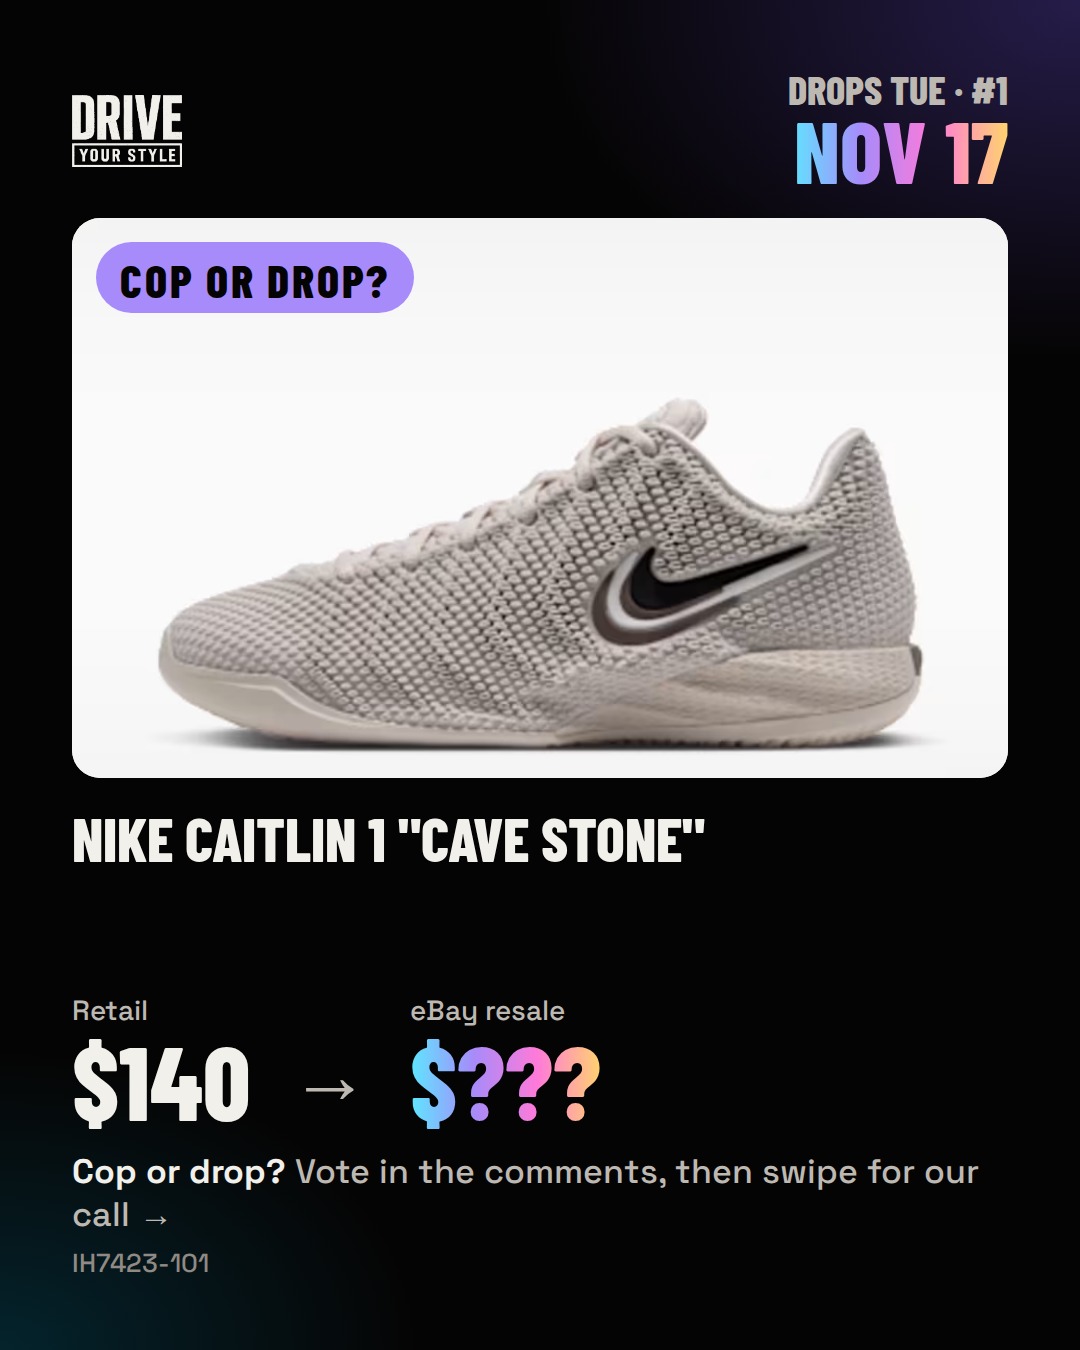 DRIVE
YOUR STYLE
DROPS TUE · #1
NOV 17
COP OR DROP?
NIKE CAITLIN 1 "CAVE STONE"
Retail
$140
→
eBay resale
$???
Cop or drop? Vote in the comments, then swipe for our
call →
IH7423-101